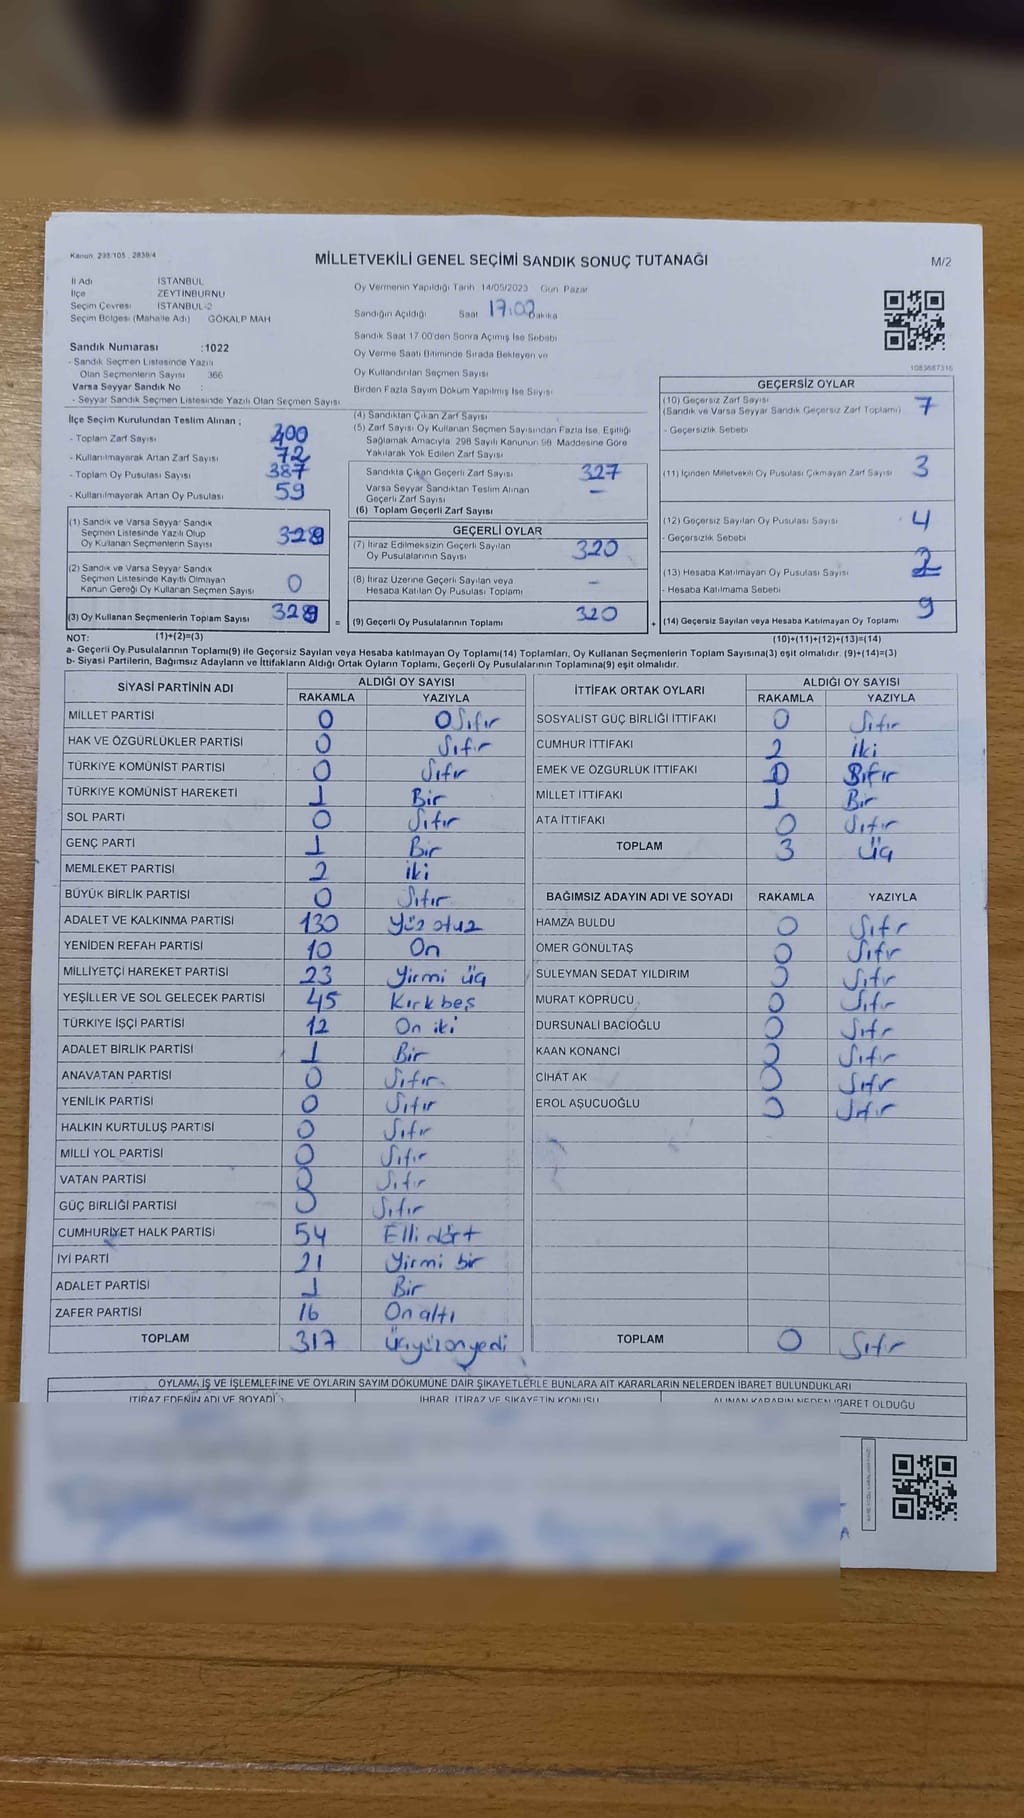 Kanun: 298/105 , 2839/4
MİLLETVEKİLİ GENEL SEÇİMİ SANDIK SONUÇ TUTANAĞI
M/2
İl Adı İSTANBUL
İlçe ZEYTİNBURNU
Seçim Çevresi İSTANBUL-2
Seçim Bölgesi (Mahalle Adı) GÖKALP MAH
Sandık Numarası :1022
- Sandık Seçmen Listesinde Yazılı
Olan Seçmenlerin Sayısı 366
Varsa Seyyar Sandık No :
- Seyyar Sandık Seçmen Listesinde Yazılı Olan Seçmen Sayısı
Oy Vermenin Yapıldığı Tarih 14/05/2023 Gün Pazar
Sandığın Açıldığı Saat 17:02 Dakika
Sandık Saat 17.00'den Sonra Açımış İse Sebebi
Oy Verme Saati Bitiminde Sırada Bekleyen ve
Oy Kullandırılan Seçmen Sayısı
Birden Fazla Sayım Döküm Yapılmış İse Sayısı
1083687316
İlçe Seçim Kurulundan Teslim Alınan ;
- Toplam Zarf Sayısı 400
- Kullanılmayarak Artan Zarf Sayısı 72
- Toplam Oy Pusulası Sayısı 387
- Kullanılmayarak Artan Oy Pusulası 59
(4) Sandıktan Çıkan Zarf Sayısı
(5) Zarf Sayısı Oy Kullanan Seçmen Sayısından Fazla İse, Eşitliği
Sağlamak Amacıyla, 298 Sayılı Kanunun 98. Maddesine Göre
Yakılarak Yok Edilen Zarf Sayısı
Sandıkta Çıkan Geçerli Zarf Sayısı 327
Varsa Seyyar Sandıktan Teslim Alınan
Geçerli Zarf Sayısı –
(6) Toplam Geçerli Zarf Sayısı
GEÇERSİZ OYLAR
(10) Geçersiz Zarf Sayısı 7
(Sandık ve Varsa Seyyar Sandık Geçersiz Zarf Toplamı)
- Geçersizlik Sebebi
(11) İçinden Milletvekili Oy Pusulası Çıkmayan Zarf Sayısı 3
(12) Geçersiz Sayılan Oy Pusulası Sayısı 4
- Geçersizlik Sebebi
(13) Hesaba Katılmayan Oy Pusulası Sayısı 2
- Hesaba Katılmama Sebebi
(14) Geçersiz Sayılan veya Hesaba Katılmayan Oy Toplamı 9
(10)+(11)+(12)+(13)=(14)
(1) Sandık ve Varsa Seyyar Sandık
Seçmen Listesinde Yazılı Olup
Oy Kullanan Seçmenlerin Sayısı 329
(2) Sandık ve Varsa Seyyar Sandık
Seçmen Listesinde Kayıtlı Olmayan
Kanun Gereği Oy Kullanan Seçmen Sayısı 0
(3) Oy Kullanan Seçmenlerin Toplam Sayısı 329 =
GEÇERLİ OYLAR
(7) İtiraz Edilmeksizin Geçerli Sayılan
Oy Pusulalarının Sayısı 320
(8) İtiraz Üzerine Geçerli Sayılan veya
Hesaba Katılan Oy Pusulası Toplamı –
(9) Geçerli Oy Pusulalarının Toplamı 320 +
NOT: (1)+(2)=(3)
a- Geçerli Oy Pusulalarının Toplamı(9) ile Geçersiz Sayılan veya Hesaba katılmayan Oy Toplamı(14) Toplamları, Oy Kullanan Seçmenlerin Toplam Sayısına(3) eşit olmalıdır. (9)+(14)=(3)
b- Siyasi Partilerin, Bağımsız Adayların ve İttifakların Aldığı Ortak Oyların Toplamı, Geçerli Oy Pusulalarının Toplamına(9) eşit olmalıdır.
SİYASİ PARTİNİN ADI ALDIĞI OY SAYISI
RAKAMLA YAZIYLA
MİLLET PARTİSİ 0 0 Sıfır
HAK VE ÖZGÜRLÜKLER PARTİSİ 0 Sıfır
TÜRKİYE KOMÜNİST PARTİSİ 0 Sıfır
TÜRKİYE KOMÜNİST HAREKETİ 1 Bir
SOL PARTİ 0 Sıfır
GENÇ PARTİ 1 Bir
MEMLEKET PARTİSİ 2 iki
BÜYÜK BİRLİK PARTİSİ 0 Sıfır
ADALET VE KALKINMA PARTİSİ 130 Yüz otuz
YENİDEN REFAH PARTİSİ 10 On
MİLLİYETÇİ HAREKET PARTİSİ 23 Yirmi üç
YEŞİLLER VE SOL GELECEK PARTİSİ 45 Kırk beş
TÜRKİYE İŞÇİ PARTİSİ 12 On iki
ADALET BİRLİK PARTİSİ 1 Bir
ANAVATAN PARTİSİ 0 Sıfır
YENİLİK PARTİSİ 0 Sıfır
HALKIN KURTULUŞ PARTİSİ 0 Sıfır
MİLLİ YOL PARTİSİ 0 Sıfır
VATAN PARTİSİ 0 Sıfır
GÜÇ BİRLİĞİ PARTİSİ 0 Sıfır
CUMHURİYET HALK PARTİSİ 54 Elli dört
İYİ PARTİ 21 Yirmi bir
ADALET PARTİSİ 1 Bir
ZAFER PARTİSİ 16 On altı
TOPLAM 317 Üçyüzonyedi
İTTİFAK ORTAK OYLARI ALDIĞI OY SAYISI
RAKAMLA YAZIYLA
SOSYALİST GÜÇ BİRLİĞİ İTTİFAKI 0 Sıfır
CUMHUR İTTİFAKI 2 iki
EMEK VE ÖZGÜRLÜK İTTİFAKI 0 Sıfır
MİLLET İTTİFAKI 1 Bir
ATA İTTİFAKI 0 Sıfır
TOPLAM 3 Üç
BAĞIMSIZ ADAYIN ADI VE SOYADI RAKAMLA YAZIYLA
HAMZA BULDU 0 Sıfır
ÖMER GÖNÜLTAŞ 0 Sıfır
SÜLEYMAN SEDAT YILDIRIM 0 Sıfır
MURAT KÖPRÜCÜ 0 Sıfır
DURSUNALİ BACIOĞLU 0 Sıfır
KAAN KONANCI 0 Sıfır
CİHAT AK 0 Sıfır
EROL AŞUCUOĞLU 0 Sıfır
TOPLAM 0 Sıfır
OYLAMA İŞ VE İŞLEMLERİNE VE OYLARIN SAYIM DÖKÜMÜNE DAİR ŞİKAYETLERLE BUNLARA AİT KARARLARIN NELERDEN İBARET BULUNDUKLARI
İTİRAZ EDENİN ADI VE SOYADI İHBAR, İTİRAZ VE ŞİKAYETİN KONUSU ALINAN KARARIN NEDEN İBARET OLDUĞU